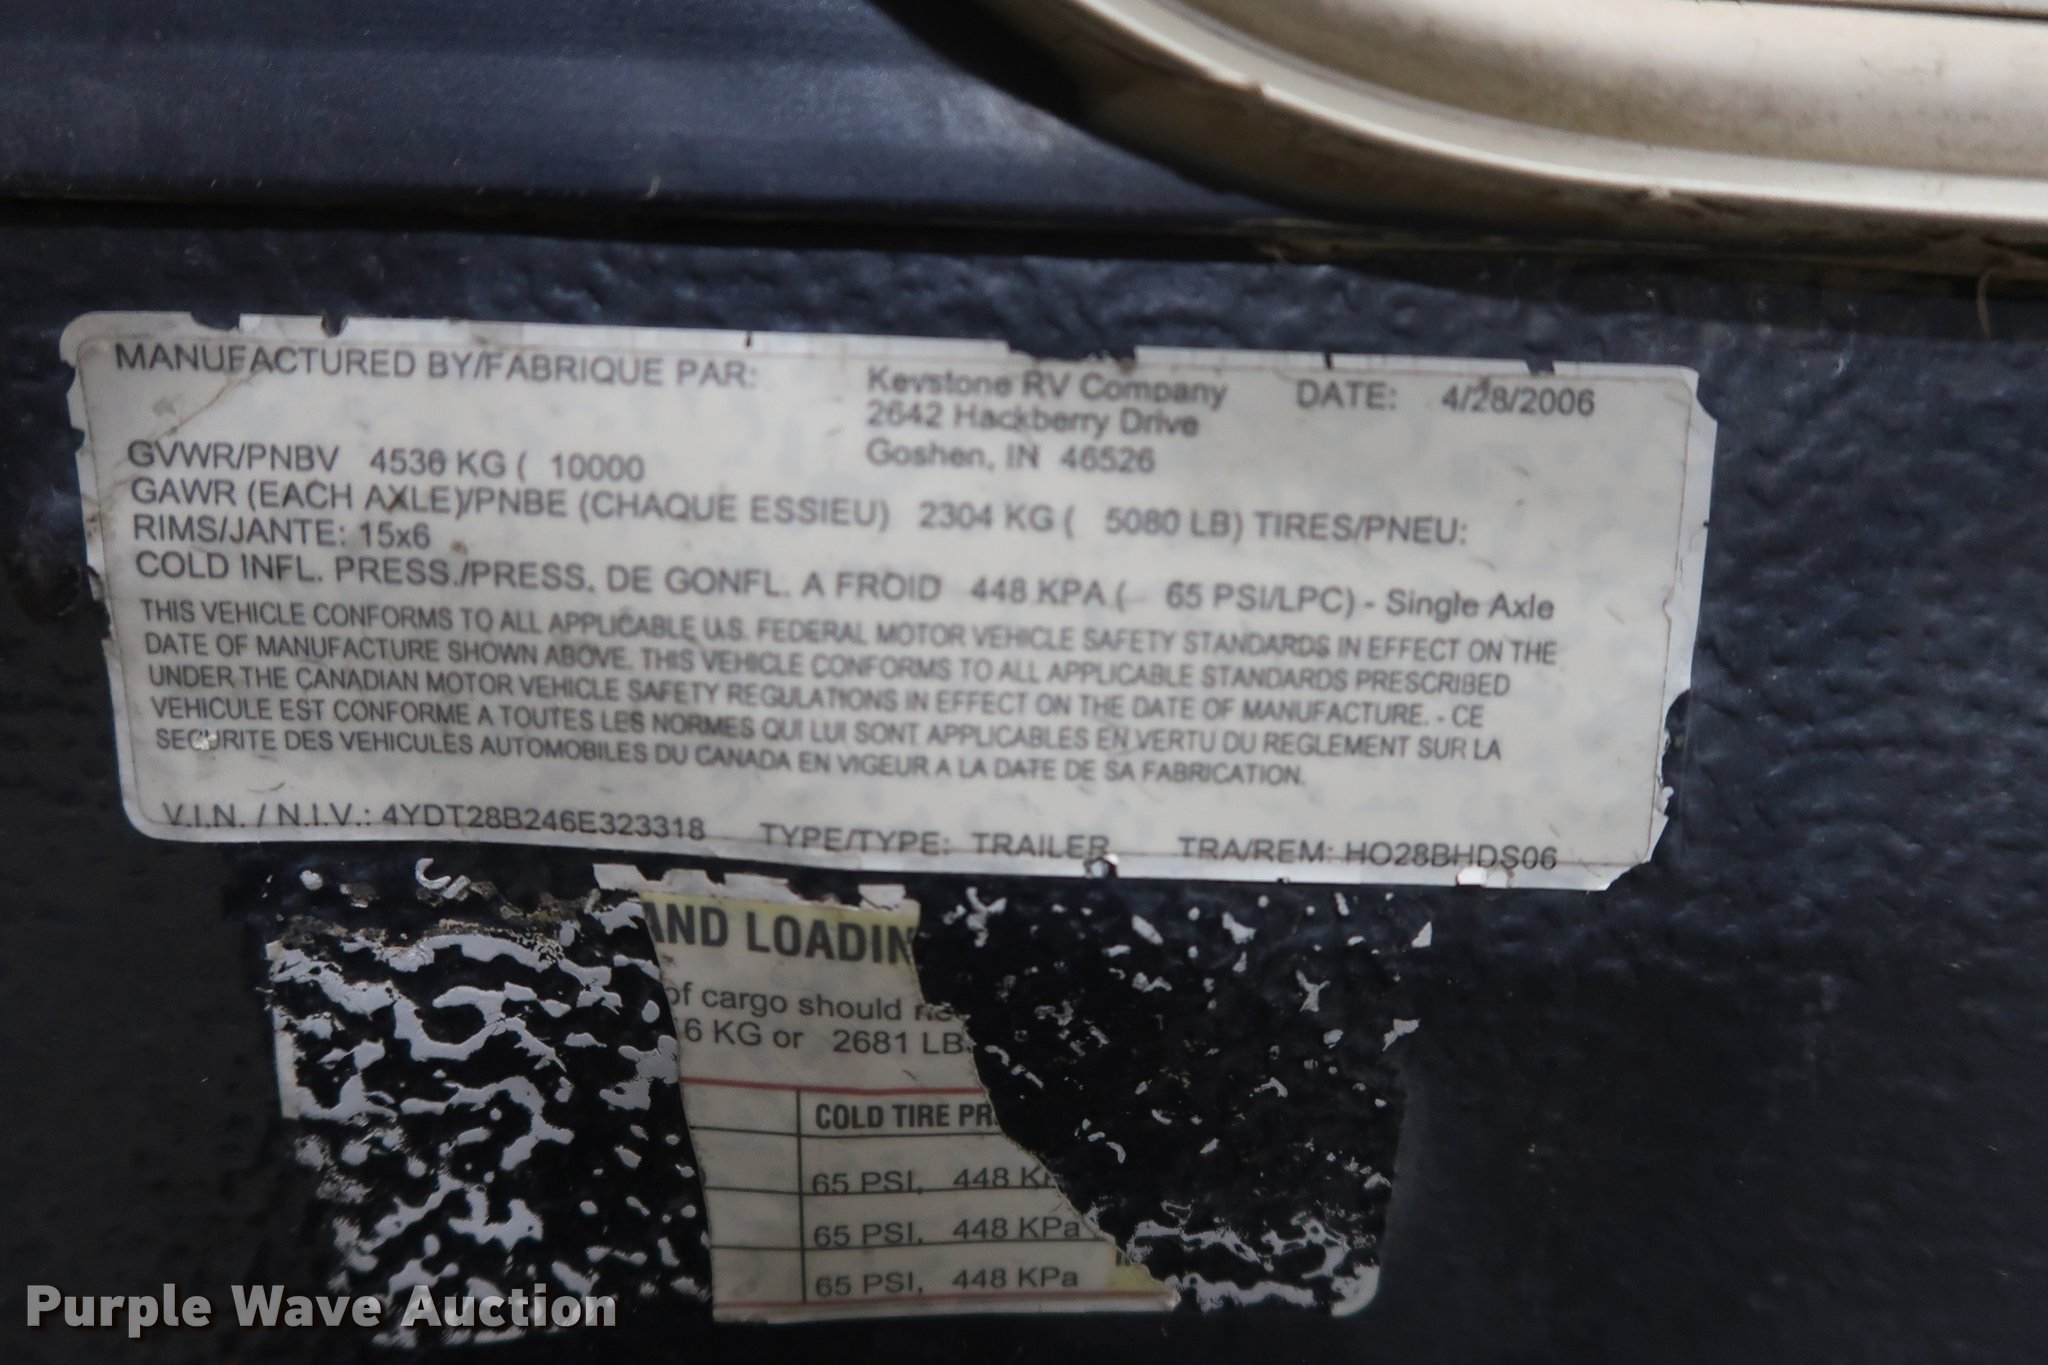 MANUFACTURED BY/FABRIQUE PAR: Keystone RV Company DATE: 4/28/2006
2642 Hackberry Drive
Goshen, IN 46526
GVWR/PNBV 4536 KG ( 10000
GAWR (EACH AXLE)/PNBE (CHAQUE ESSIEU) 2304 KG ( 5080 LB) TIRES/PNEU:
RIMS/JANTE: 15x6
COLD INFL. PRESS./PRESS. DE GONFL. A FROID 448 KPA ( 65 PSI/LPC) - Single Axle
THIS VEHICLE CONFORMS TO ALL APPLICABLE U.S. FEDERAL MOTOR VEHICLE SAFETY STANDARDS IN EFFECT ON THE
DATE OF MANUFACTURE SHOWN ABOVE. THIS VEHICLE CONFORMS TO ALL APPLICABLE STANDARDS PRESCRIBED
UNDER THE CANADIAN MOTOR VEHICLE SAFETY REGULATIONS IN EFFECT ON THE DATE OF MANUFACTURE. - CE
VEHICULE EST CONFORME A TOUTES LES NORMES QUI LUI SONT APPLICABLES EN VERTU DU REGLEMENT SUR LA
SECURITE DES VEHICULES AUTOMOBILES DU CANADA EN VIGEUR A LA DATE DE SA FABRICATION.
V.I.N. / N.I.V.: 4YDT28B246E323318 TYPE/TYPE: TRAILER TRA/REM: HO28BHDS06
AND LOADIN
of cargo should
6 KG or 2681 LB
COLD TIRE PR
65 PSI, 448 KP
65 PSI, 448 KPa
65 PSI, 448 KPa
Purple Wave Auction